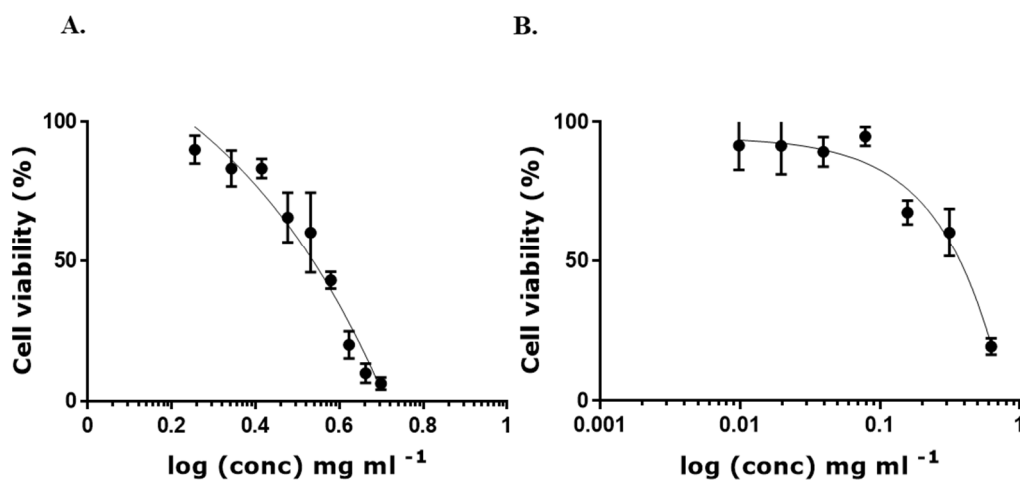 A.
Cell viability (%)
100
50
0
0 0.2 0.4 0.6 0.8 1
log (conc) mg ml -1
B.
Cell viability (%)
100
50
0
0.001 0.01 0.1 1
log (conc) mg ml -1